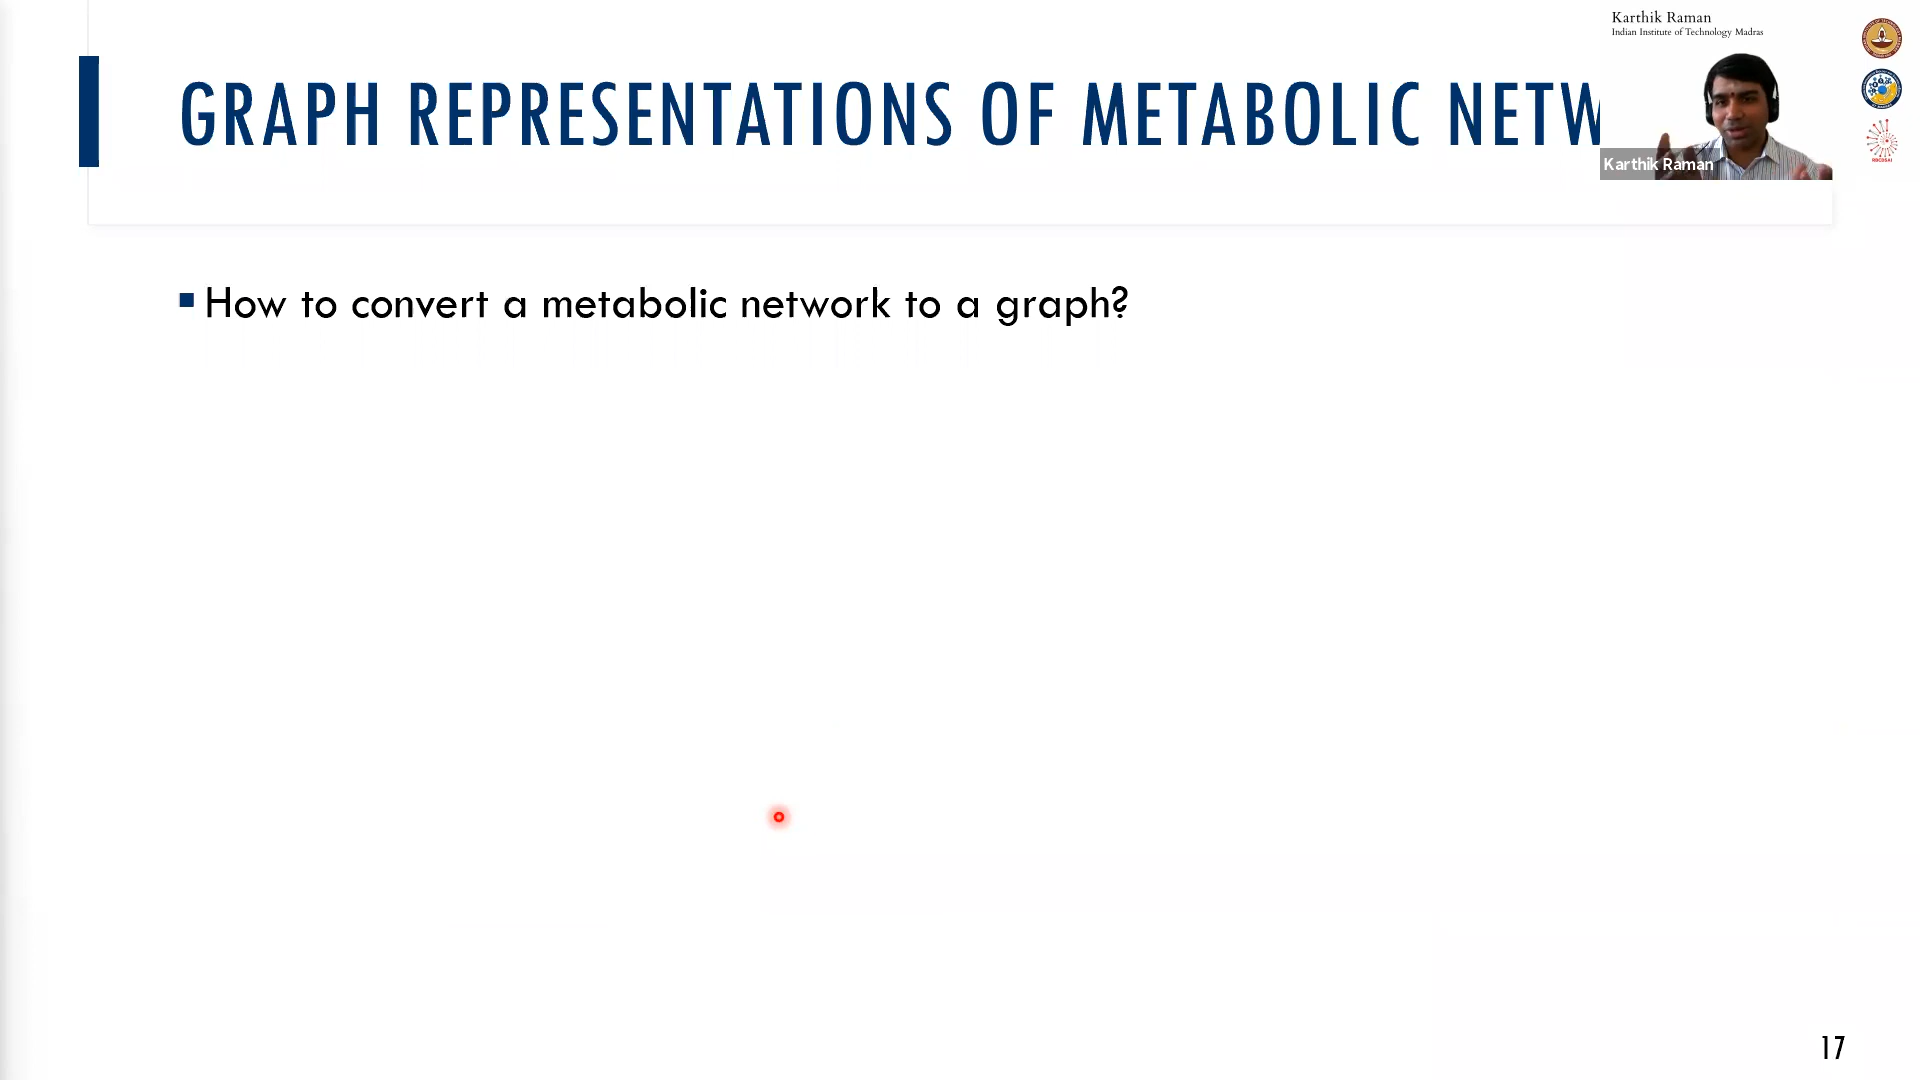 Karthik Raman
Indian Institute of Technology Madras
GRAPH REPRESENTATIONS OF METABOLIC NETW
Karthik Raman
RBCDSAI
▪ How to convert a metabolic network to a graph?
17